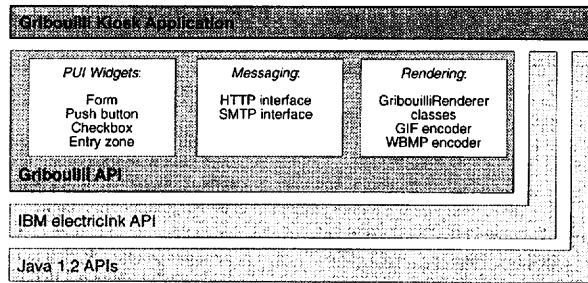 Gribouilli Kiosk Application
PUI Widgets:
Form
Push button
Checkbox
Entry zone
Messaging:
HTTP interface
SMTP interface
Rendering:
GribouilliRenderer
classes
GIF encoder
WBMP encoder
Gribouilli API
IBM electricInk API
Java 1.2 APIs